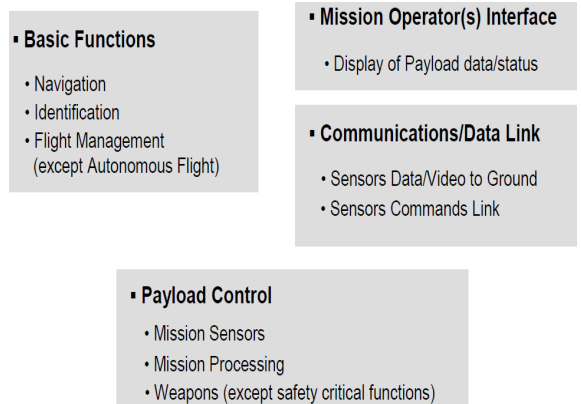 ▪ Basic Functions
• Navigation
• Identification
• Flight Management
(except Autonomous Flight)
▪ Mission Operator(s) Interface
• Display of Payload data/status
▪ Communications/Data Link
• Sensors Data/Video to Ground
• Sensors Commands Link
▪ Payload Control
• Mission Sensors
• Mission Processing
• Weapons (except safety critical functions)